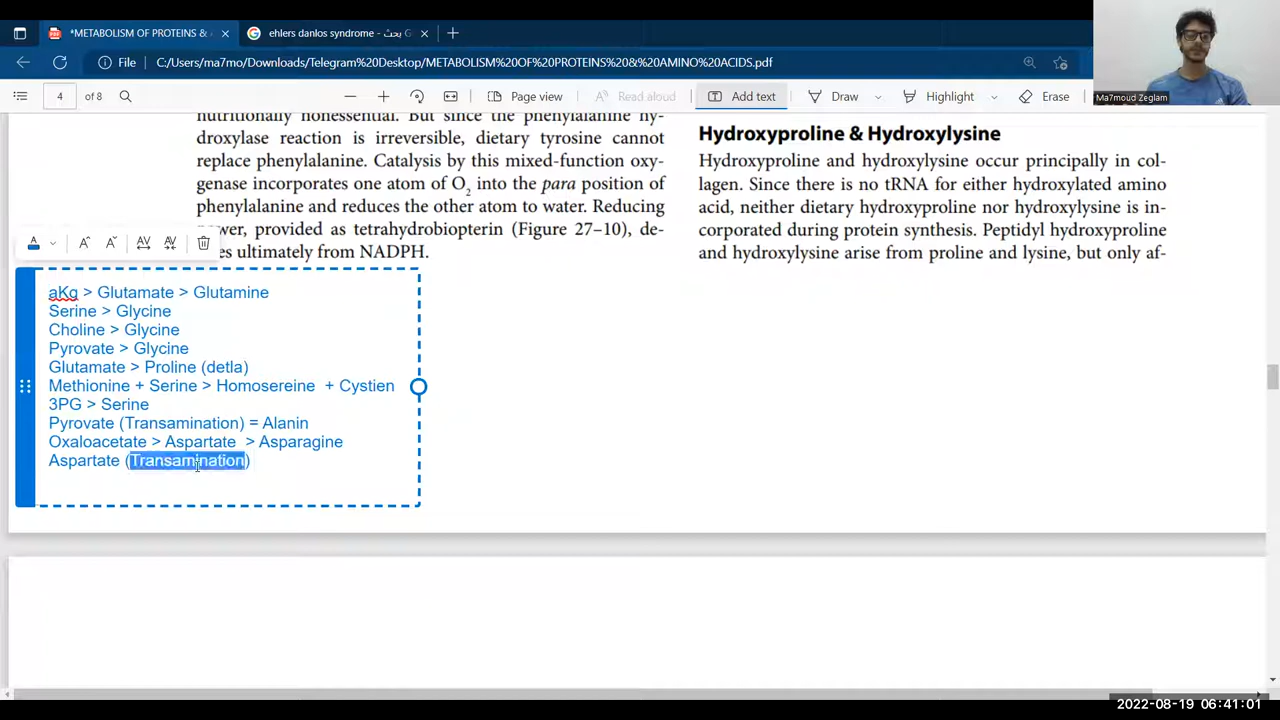 *METABOLISM OF PROTEINS &
ehlers danlos syndrome - بحث G
File
C:/Users/ma7mo/Downloads/Telegram%20Desktop/METABOLISM%20OF%20PROTEINS%20&%20AMINO%20ACIDS.pdf
Ma7moud Zeglam
4 of 8
Page view
Read aloud
Add text
Draw
Highlight
Erase
nutritionally nonessential. But since the phenylalanine hy-
droxylase reaction is irreversible, dietary tyrosine cannot
replace phenylalanine. Catalysis by this mixed-function oxy-
genase incorporates one atom of O2 into the para position of
phenylalanine and reduces the other atom to water. Reducing
wer, provided as tetrahydrobiopterin (Figure 27–10), de-
es ultimately from NADPH.
Hydroxyproline & Hydroxylysine
Hydroxyproline and hydroxylysine occur principally in col-
lagen. Since there is no tRNA for either hydroxylated amino
acid, neither dietary hydroxyproline nor hydroxylysine is in-
corporated during protein synthesis. Peptidyl hydroxyproline
and hydroxylysine arise from proline and lysine, but only af-
A
aKg > Glutamate > Glutamine
Serine > Glycine
Choline > Glycine
Pyrovate > Glycine
Glutamate > Proline (detla)
Methionine + Serine > Homosereine + Cystien
3PG > Serine
Pyrovate (Transamination) = Alanin
Oxaloacetate > Aspartate > Asparagine
Aspartate (Transamination)
2022-08-19 06:41:01